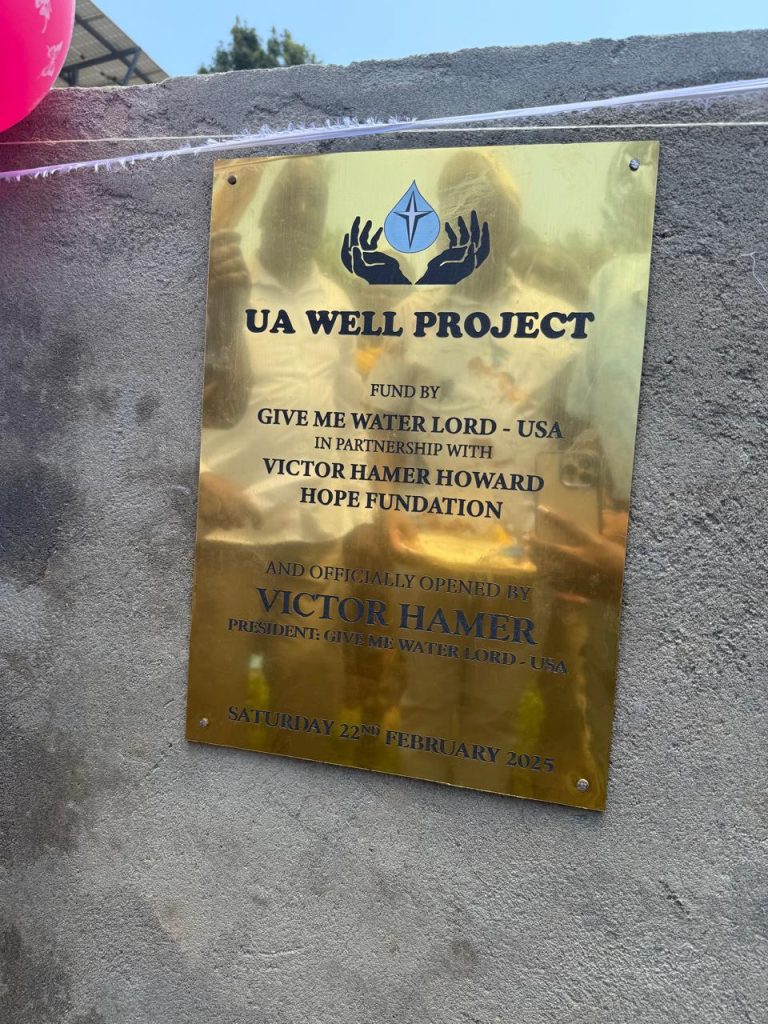 UA WELL PROJECT
FUND BY
GIVE ME WATER LORD - USA
IN PARTNERSHIP WITH
VICTOR HAMER HOWARD
HOPE FUNDATION
AND OFFICIALLY OPENED BY
VICTOR HAMER
PRESIDENT: GIVE ME WATER LORD - USA
SATURDAY 22ND FEBRUARY 2025